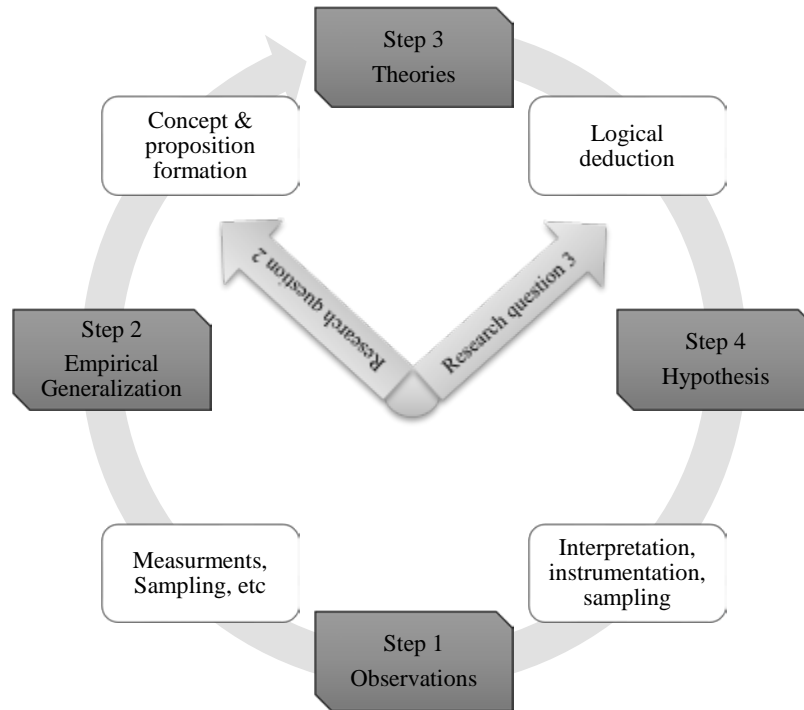 Step 3
Theories
Concept &
proposition
formation
Logical
deduction
Research question 2
Research question 3
Step 2
Empirical
Generalization
Step 4
Hypothesis
Measurments,
Sampling, etc
Interpretation,
instrumentation,
sampling
Step 1
Observations